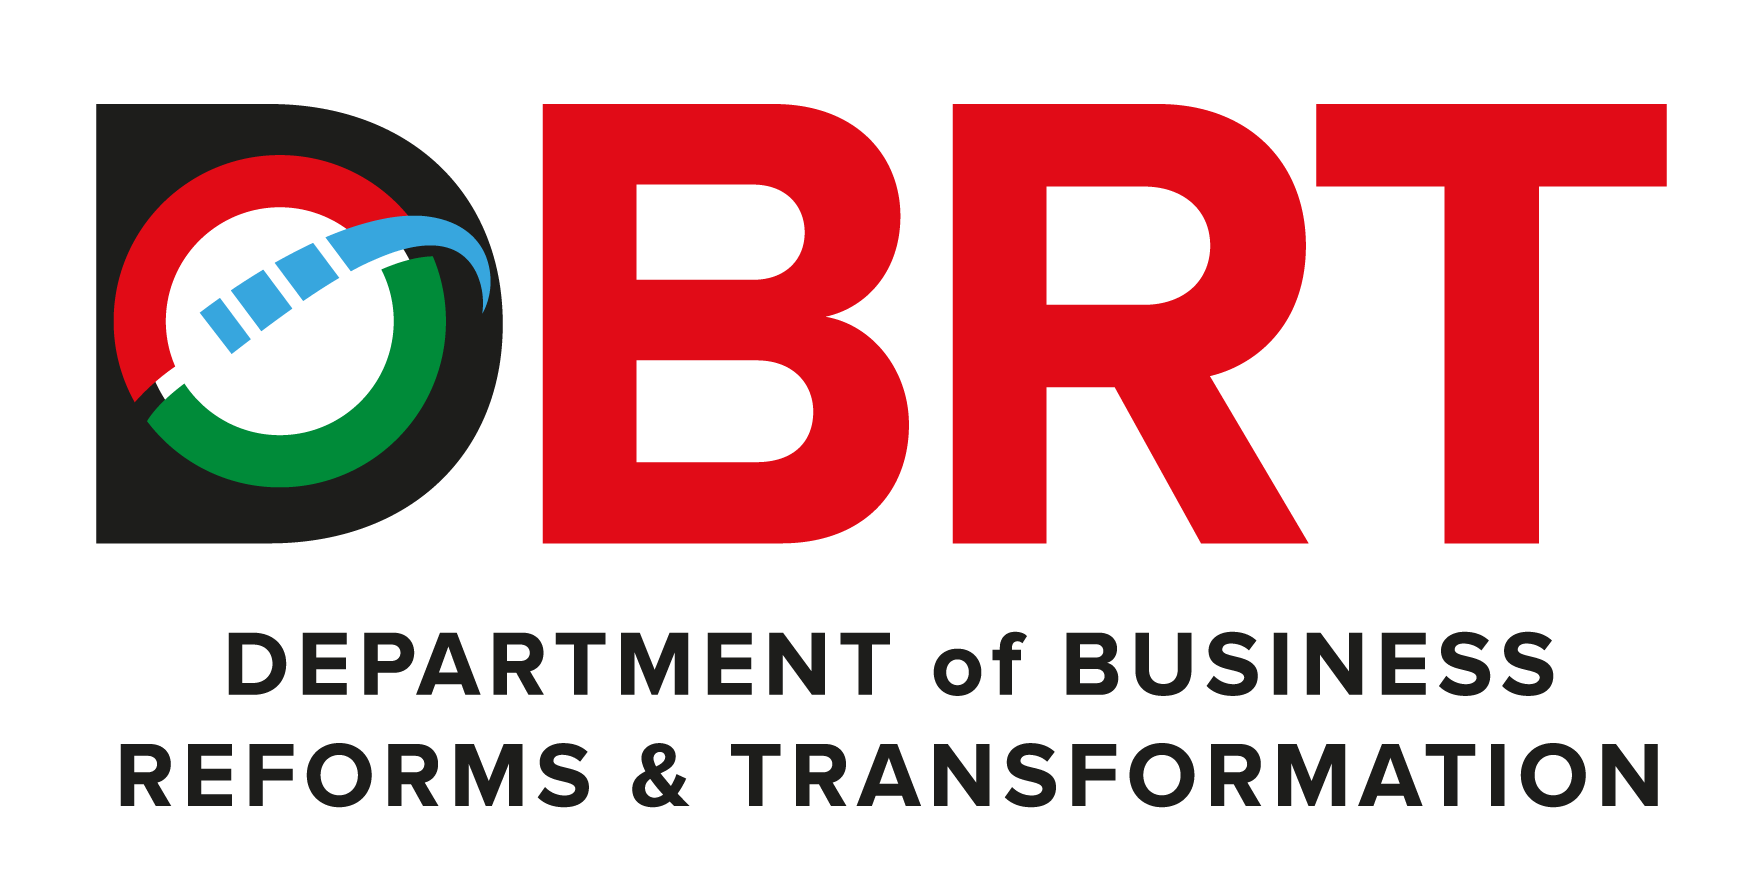 DBRT
DEPARTMENT of BUSINESS
REFORMS & TRANSFORMATION